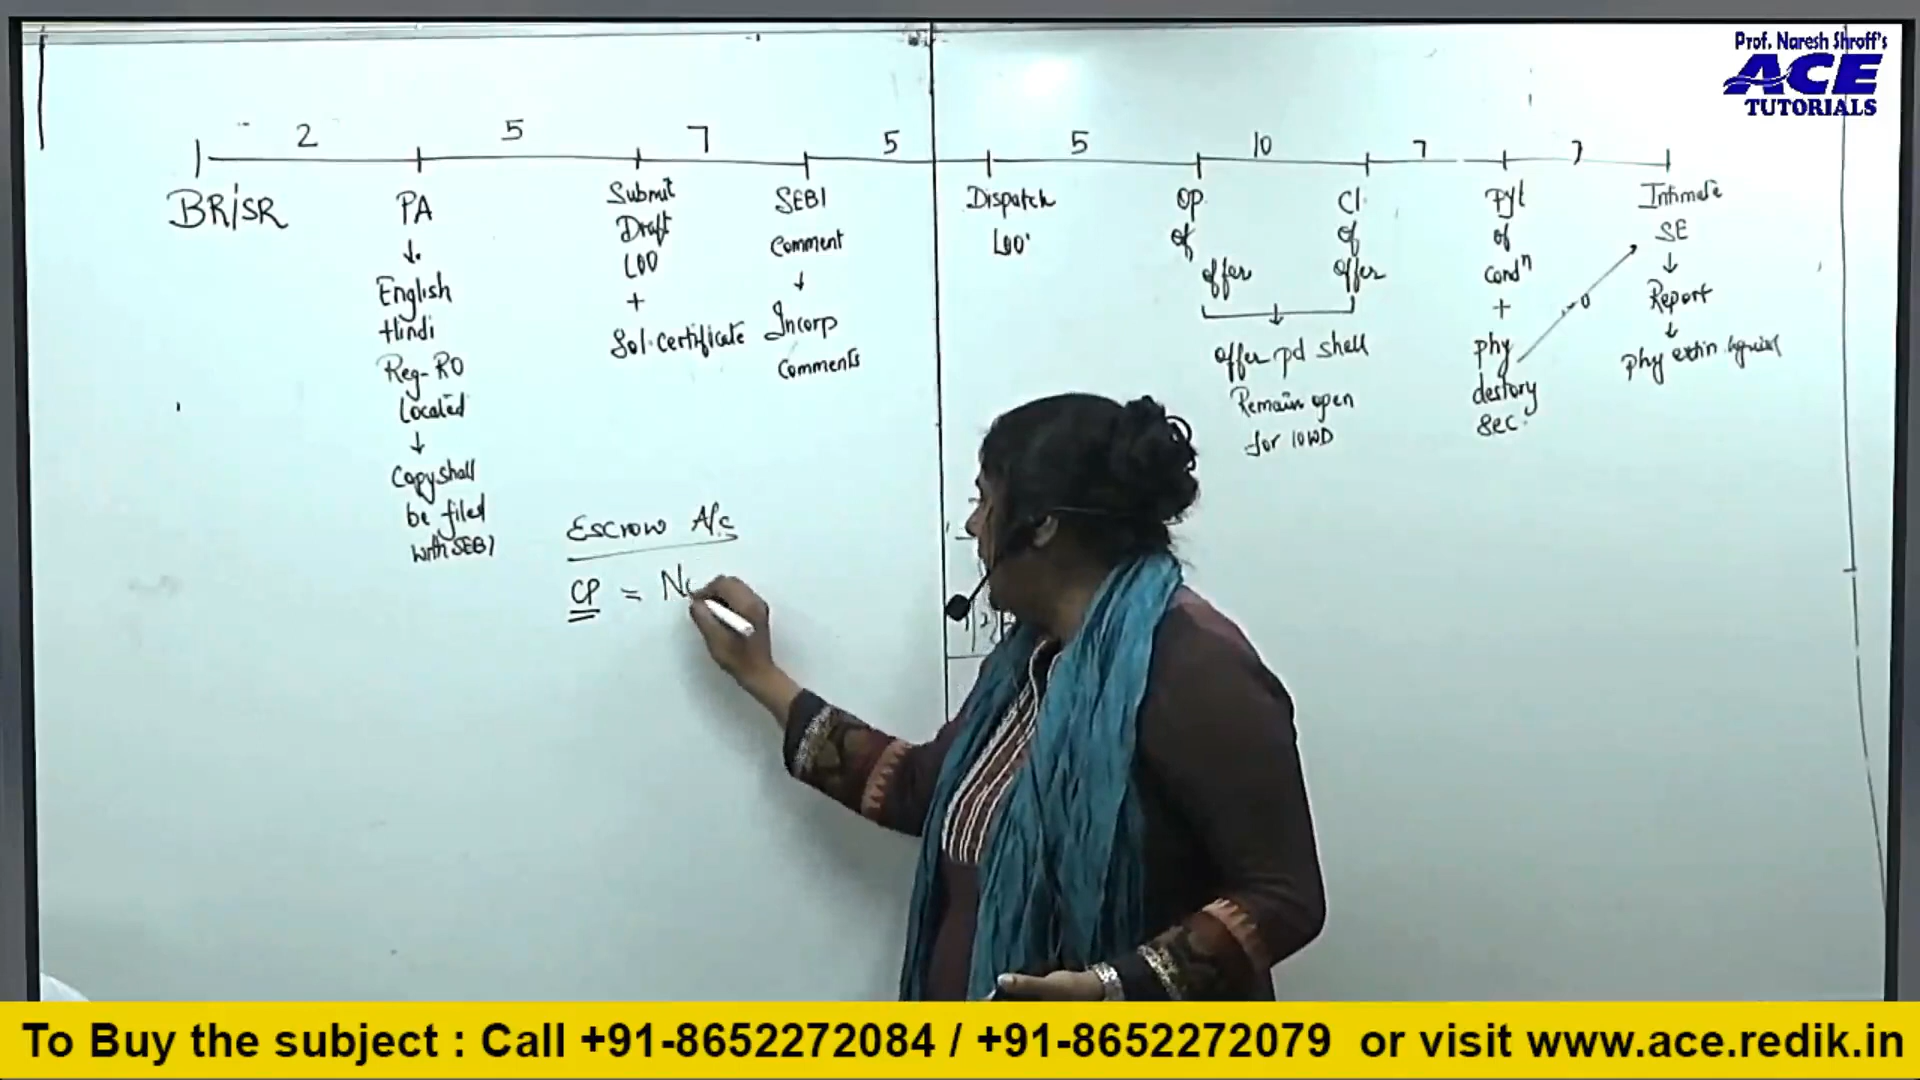 Prof. Naresh Shroff's
ACE
TUTORIALS
2
5
7
5
5
10
7
7
BR/SR
PA
English
Hindi
Reg-RO
Located
Copy shall
be filed
with SEBI
Submit
Draft
LOO
+
Sol. certificate
SEBI
Comment
Incorp
Comments
Dispatch
LOO
Op.
of
offer
Cl.
of
offer
offer pd shall
Remain open
for 10WD
Pyt
of
Condn
+
phy
destory
sec.
Intimate
SE
Report
phy extin
Escrow A/c
CP = No
To Buy the subject : Call +91-8652272084 / +91-8652272079 or visit www.ace.redik.in